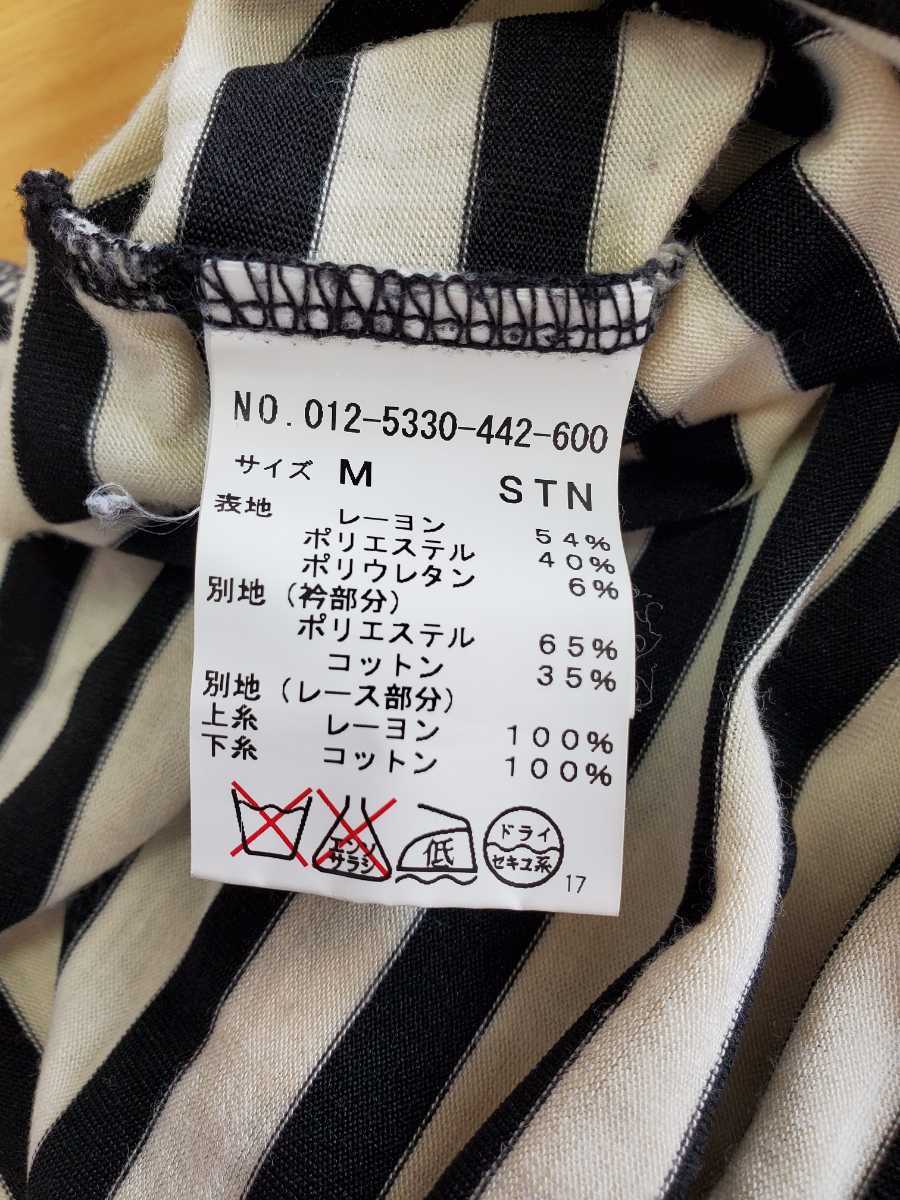 NO.012-5330-442-600
サイズ M STN
表地 レーヨン 54%
ポリエステル 40%
ポリウレタン 6%
別地(衿部分)
ポリエステル 65%
コットン 35%
別地(レース部分)
上糸 レーヨン 100%
下糸 コットン 100%
エンソ サラシ
低
ドライ
セキユ系
17